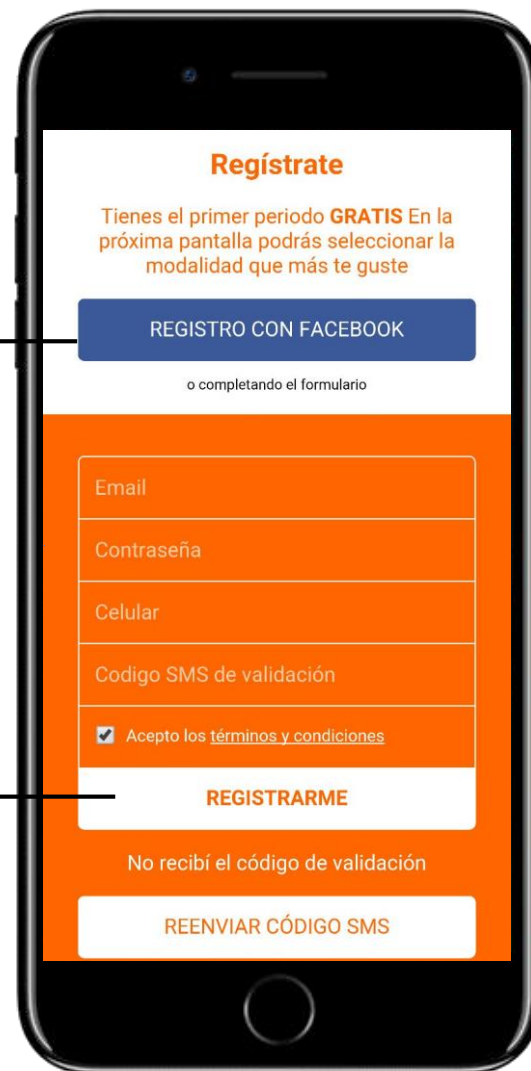 Regístrate
Tienes el primer periodo GRATIS En la
próxima pantalla podrás seleccionar la
modalidad que más te guste
REGISTRO CON FACEBOOK
o completando el formulario
Email
Contraseña
Celular
Codigo SMS de validación
Acepto los términos y condiciones
REGISTRARME
No recibí el código de validación
REENVIAR CÓDIGO SMS